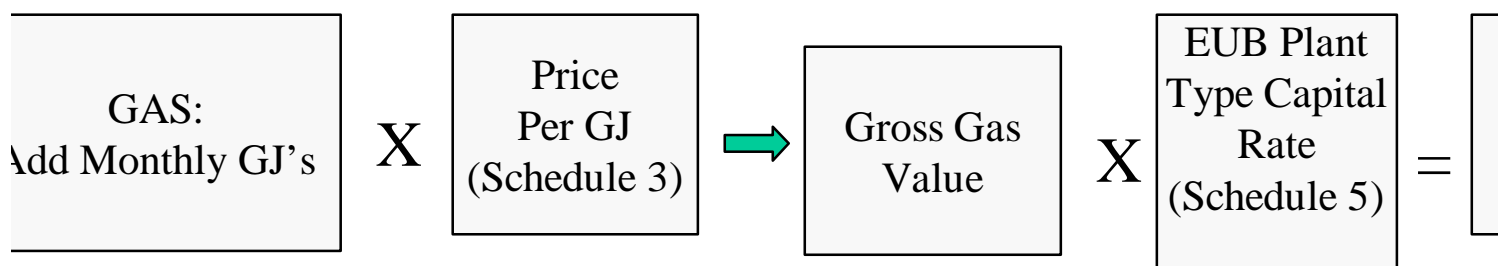 GAS:
Add Monthly GJ's
X
Price
Per GJ
(Schedule 3)
Gross Gas
Value
X
EUB Plant
Type Capital
Rate
(Schedule 5)
=